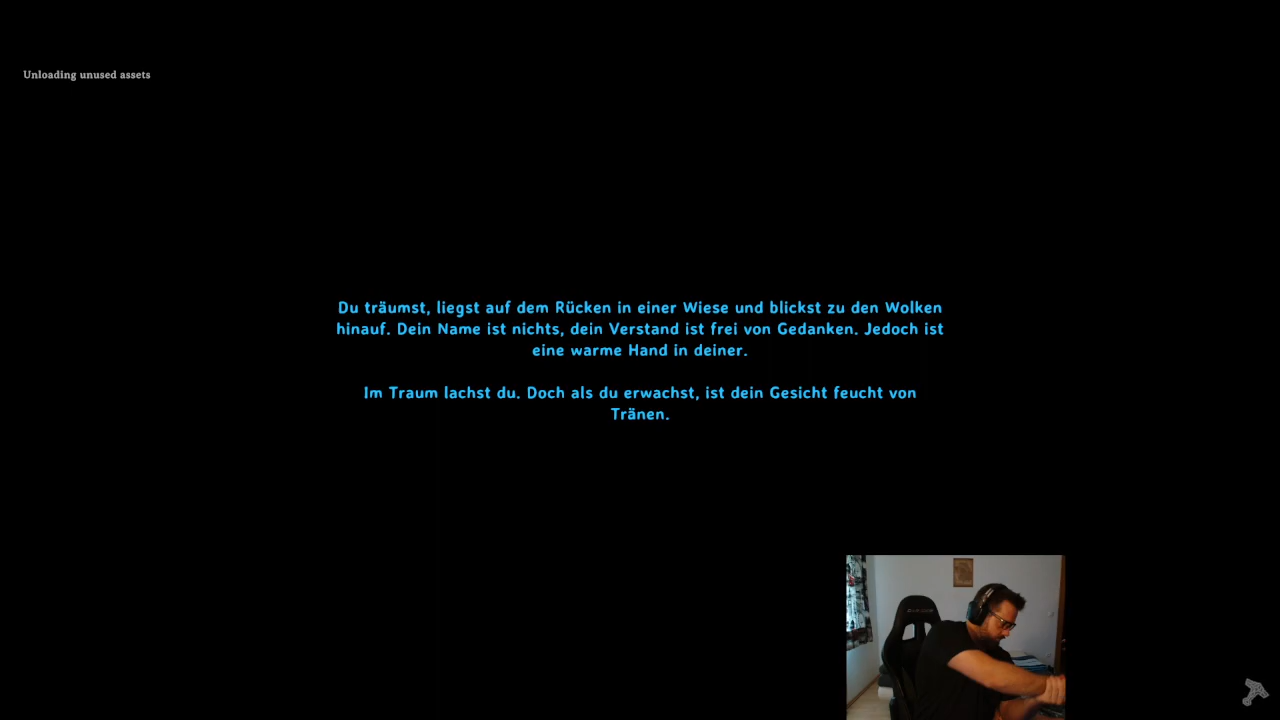 Unloading unused assets
Du träumst, liegst auf dem Rücken in einer Wiese und blickst zu den Wolken
hinauf. Dein Name ist nichts, dein Verstand ist frei von Gedanken. Jedoch ist
eine warme Hand in deiner.
Im Traum lachst du. Doch als du erwachst, ist dein Gesicht feucht von
Tränen.